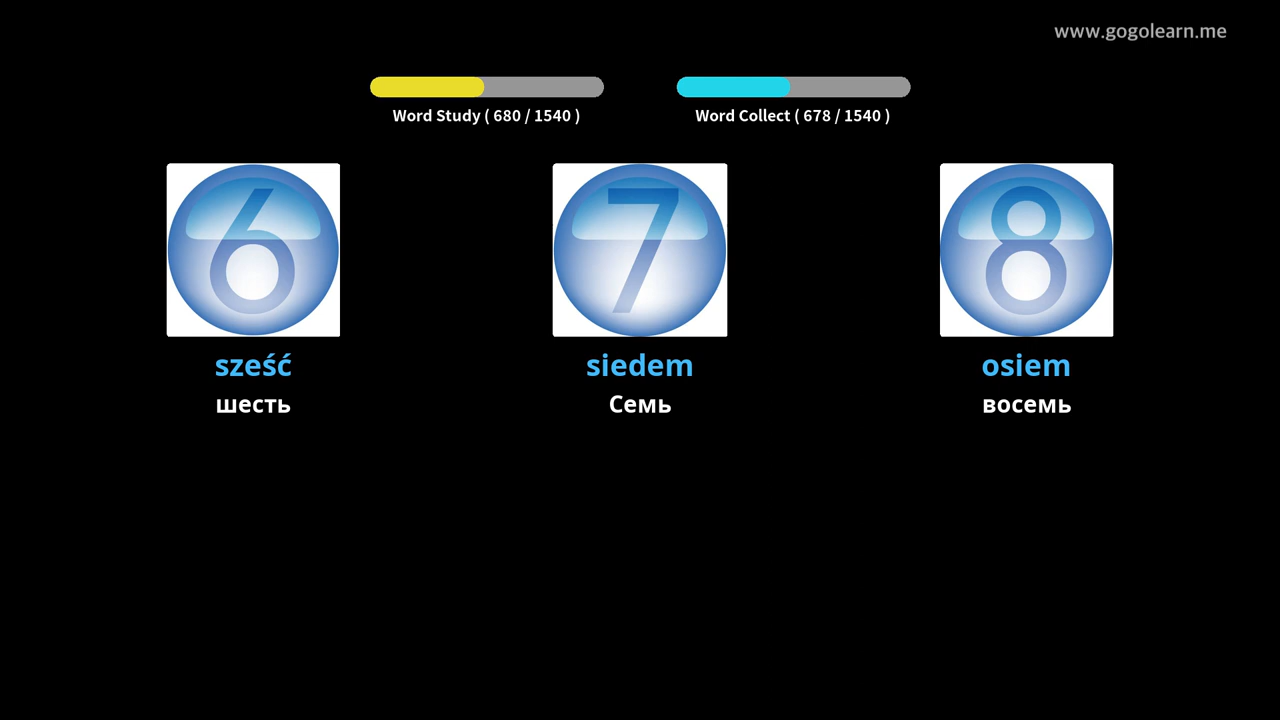 www.gogolearn.me
Word Study ( 680 / 1540 )
Word Collect ( 678 / 1540 )
6
7
8
sześć
siedem
osiem
шесть
Семь
восемь